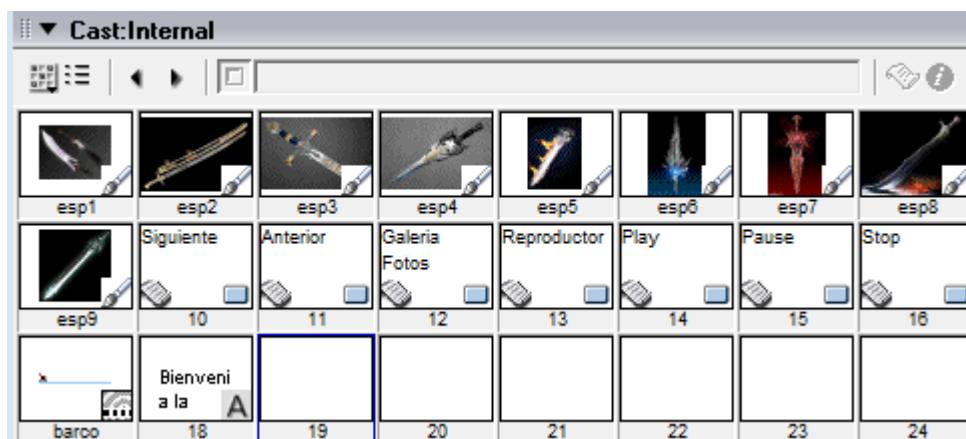 Cast:Internal
esp1 esp2 esp3 esp4 esp5 esp6 esp7 esp8
Siguiente Anterior Galeria Fotos Reproductor Play Pause Stop
esp9 10 11 12 13 14 15 16
Bienveni
a la
barco 18 19 20 21 22 23 24